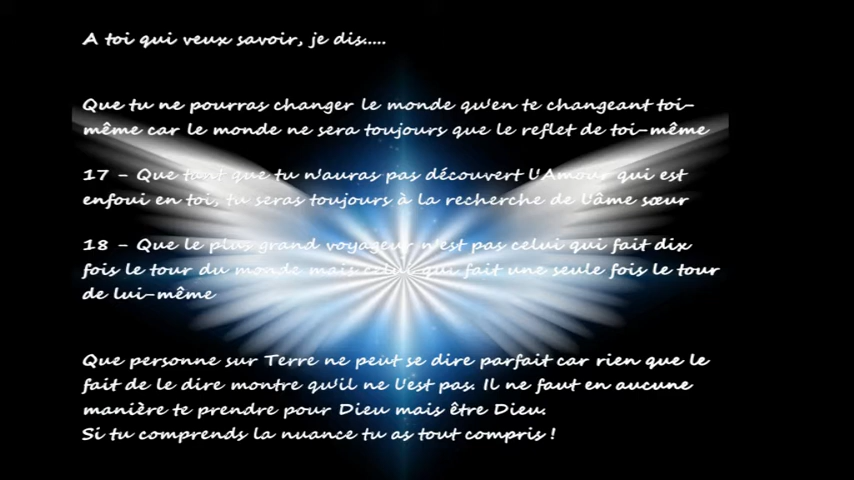 A toi qui veux savoir, je dis.....
Que tu ne pourras changer le monde qu'en te changeant toi-
même car le monde ne sera toujours que le reflet de toi-même
17 - Que tant que tu n'auras pas découvert l'Amour qui est
enfoui en toi, tu seras toujours à la recherche de l'âme sœur
18 - Que le plus grand voyageur n'est pas celui qui fait dix
fois le tour du monde mais celui qui fait une seule fois le tour
de lui-même
Que personne sur Terre ne peut se dire parfait car rien que le
fait de le dire montre qu'il ne l'est pas. Il ne faut en aucune
manière te prendre pour Dieu mais être Dieu.
Si tu comprends la nuance tu as tout compris !